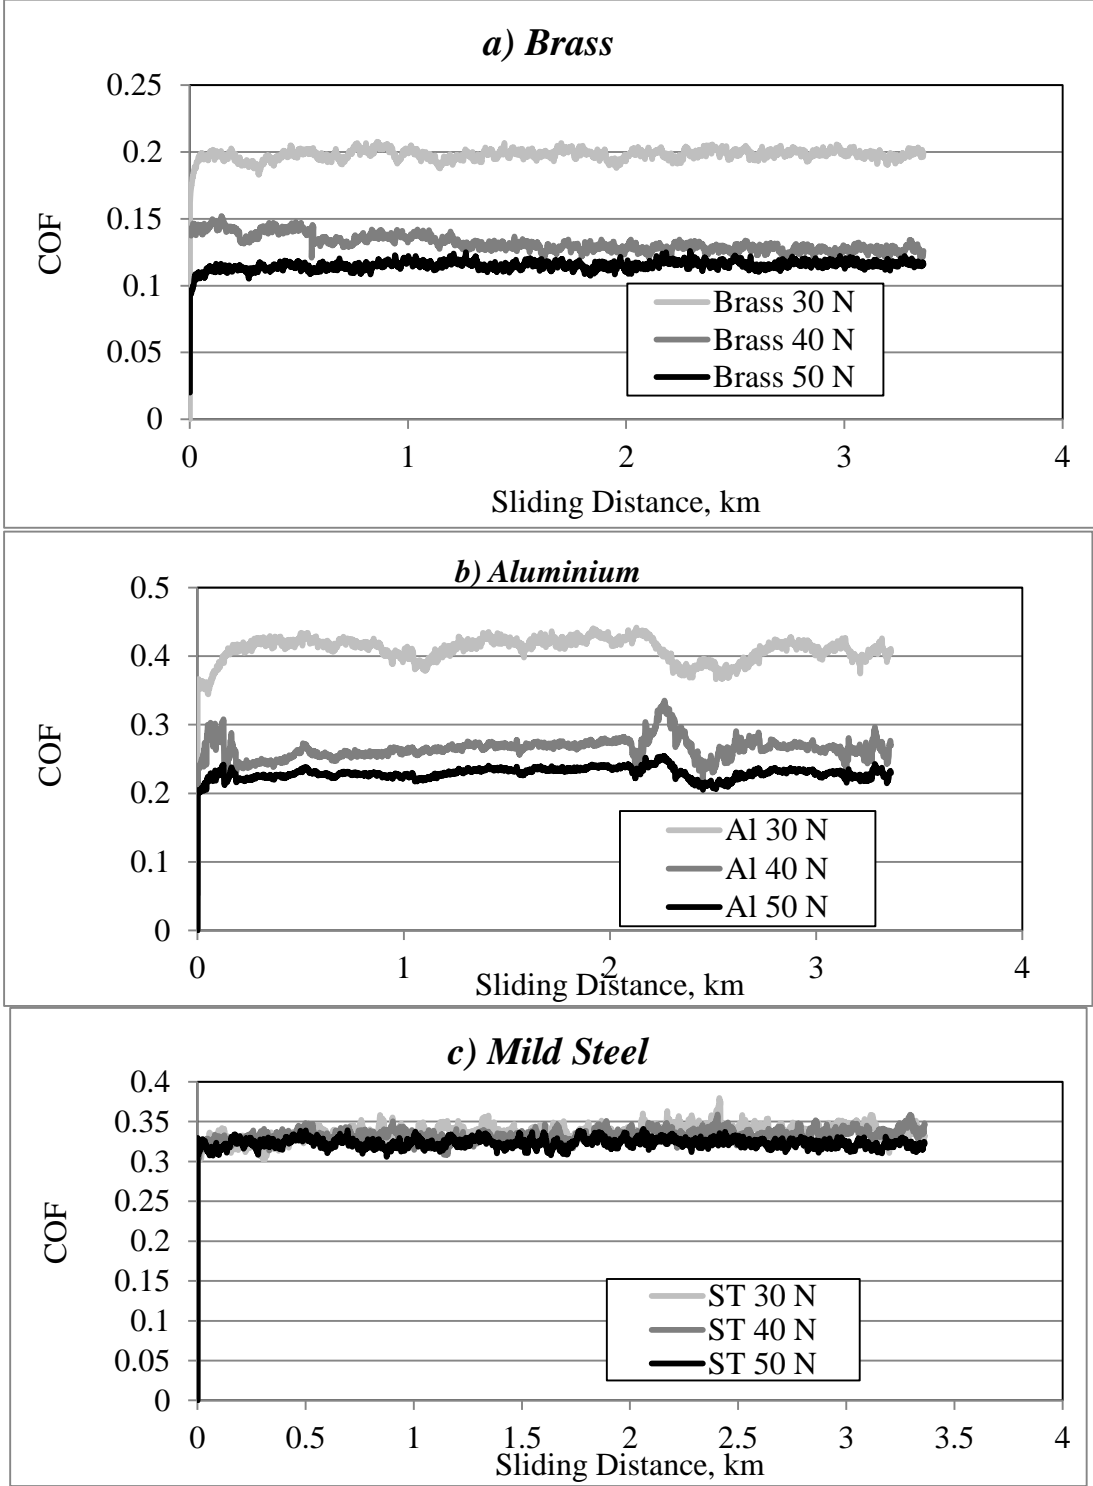 a) Brass
0.25
0.2
0.15
0.1
0.05
0
COF
Brass 30 N
Brass 40 N
Brass 50 N
0 1 2 3 4
Sliding Distance, km
b) Aluminium
0.5
0.4
0.3
0.2
0.1
0
COF
Al 30 N
Al 40 N
Al 50 N
0 1 2 3 4
Sliding Distance, km
c) Mild Steel
0.4
0.35
0.3
0.25
0.2
0.15
0.1
0.05
0
COF
ST 30 N
ST 40 N
ST 50 N
0 0.5 1 1.5 2 2.5 3 3.5 4
Sliding Distance, km